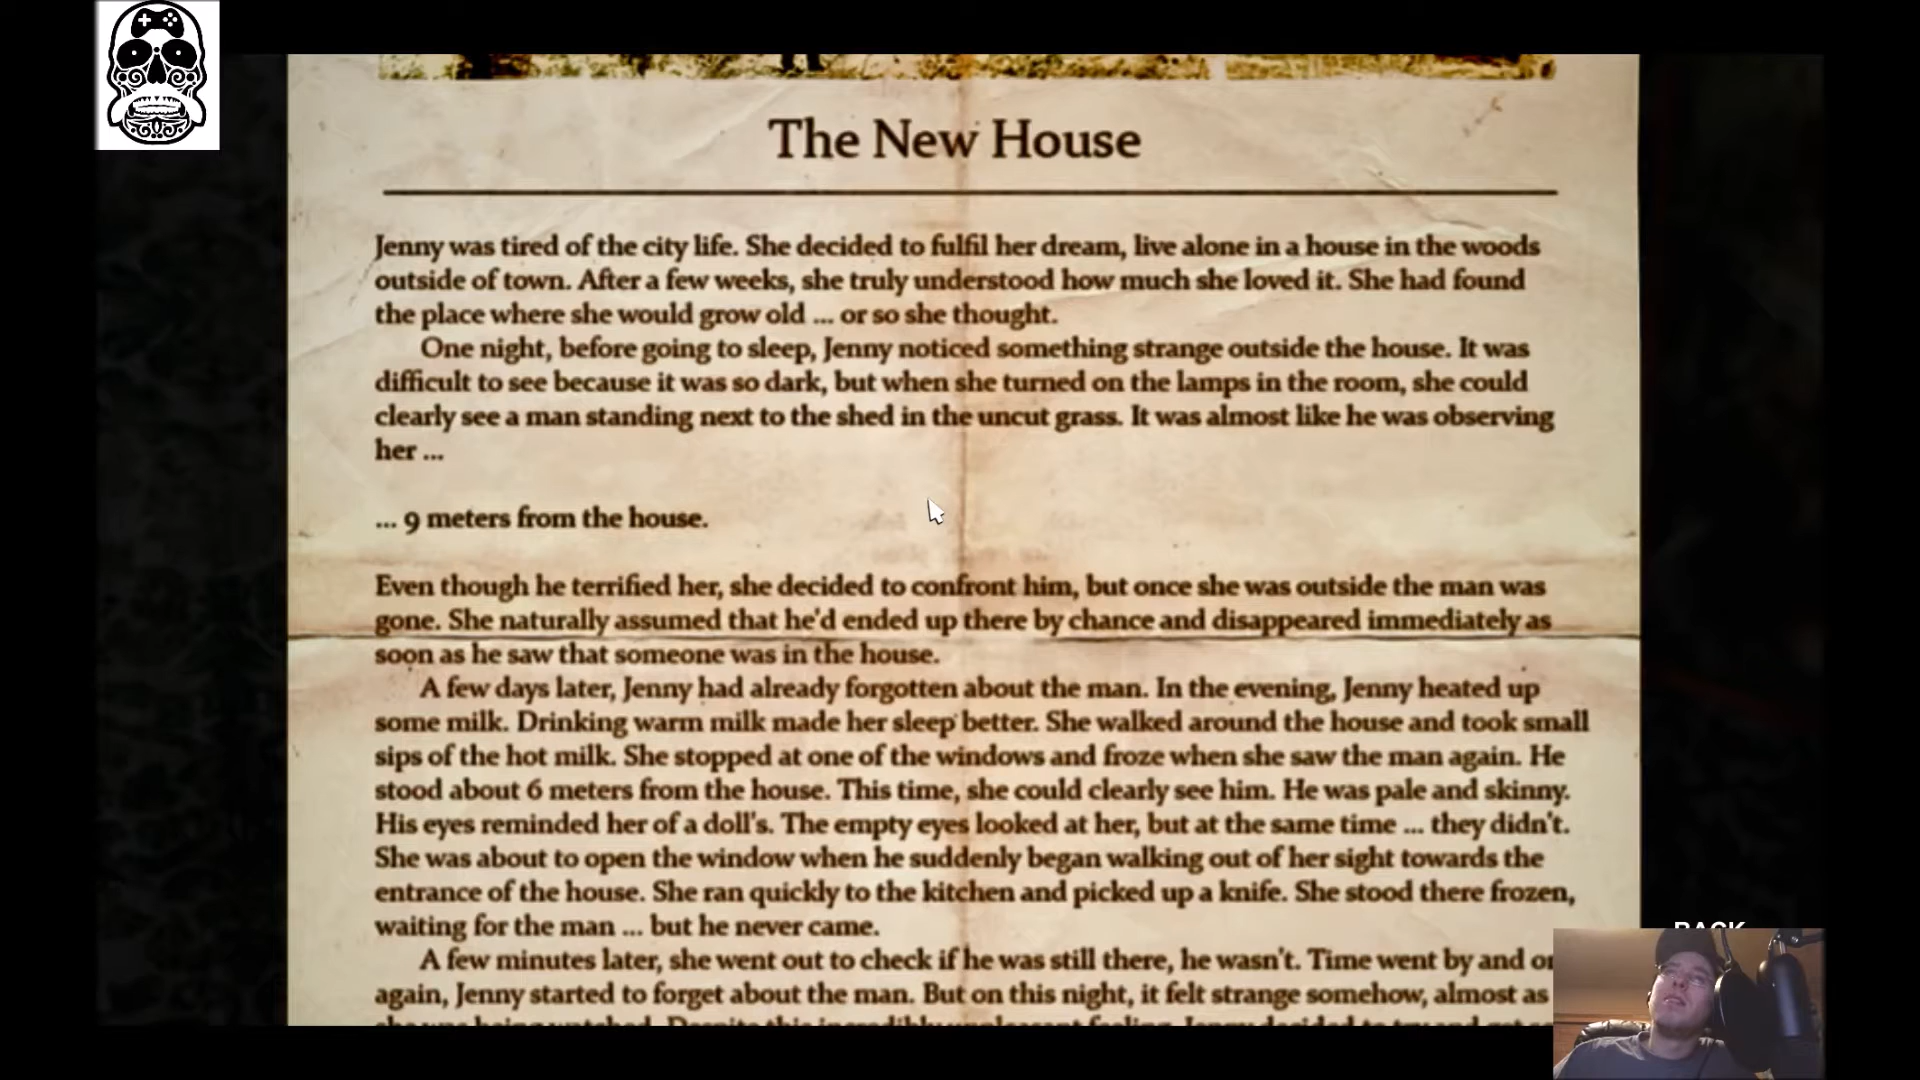 The New House
Jenny was tired of the city life. She decided to fulfil her dream, live alone in a house in the woods
outside of town. After a few weeks, she truly understood how much she loved it. She had found
the place where she would grow old ... or so she thought.
One night, before going to sleep, Jenny noticed something strange outside the house. It was
difficult to see because it was so dark, but when she turned on the lamps in the room, she could
clearly see a man standing next to the shed in the uncut grass. It was almost like he was observing
her ...
... 9 meters from the house.
Even though he terrified her, she decided to confront him, but once she was outside the man was
gone. She naturally assumed that he'd ended up there by chance and disappeared immediately as
soon as he saw that someone was in the house.
A few days later, Jenny had already forgotten about the man. In the evening, Jenny heated up
some milk. Drinking warm milk made her sleep better. She walked around the house and took small
sips of the hot milk. She stopped at one of the windows and froze when she saw the man again. He
stood about 6 meters from the house. This time, she could clearly see him. He was pale and skinny.
His eyes reminded her of a doll's. The empty eyes looked at her, but at the same time ... they didn't.
She was about to open the window when he suddenly began walking out of her sight towards the
entrance of the house. She ran quickly to the kitchen and picked up a knife. She stood there frozen,
waiting for the man ... but he never came.
BACK
A few minutes later, she went out to check if he was still there, he wasn't. Time went by and
again, Jenny started to forget about the man. But on this night, it felt strange somehow, almost as